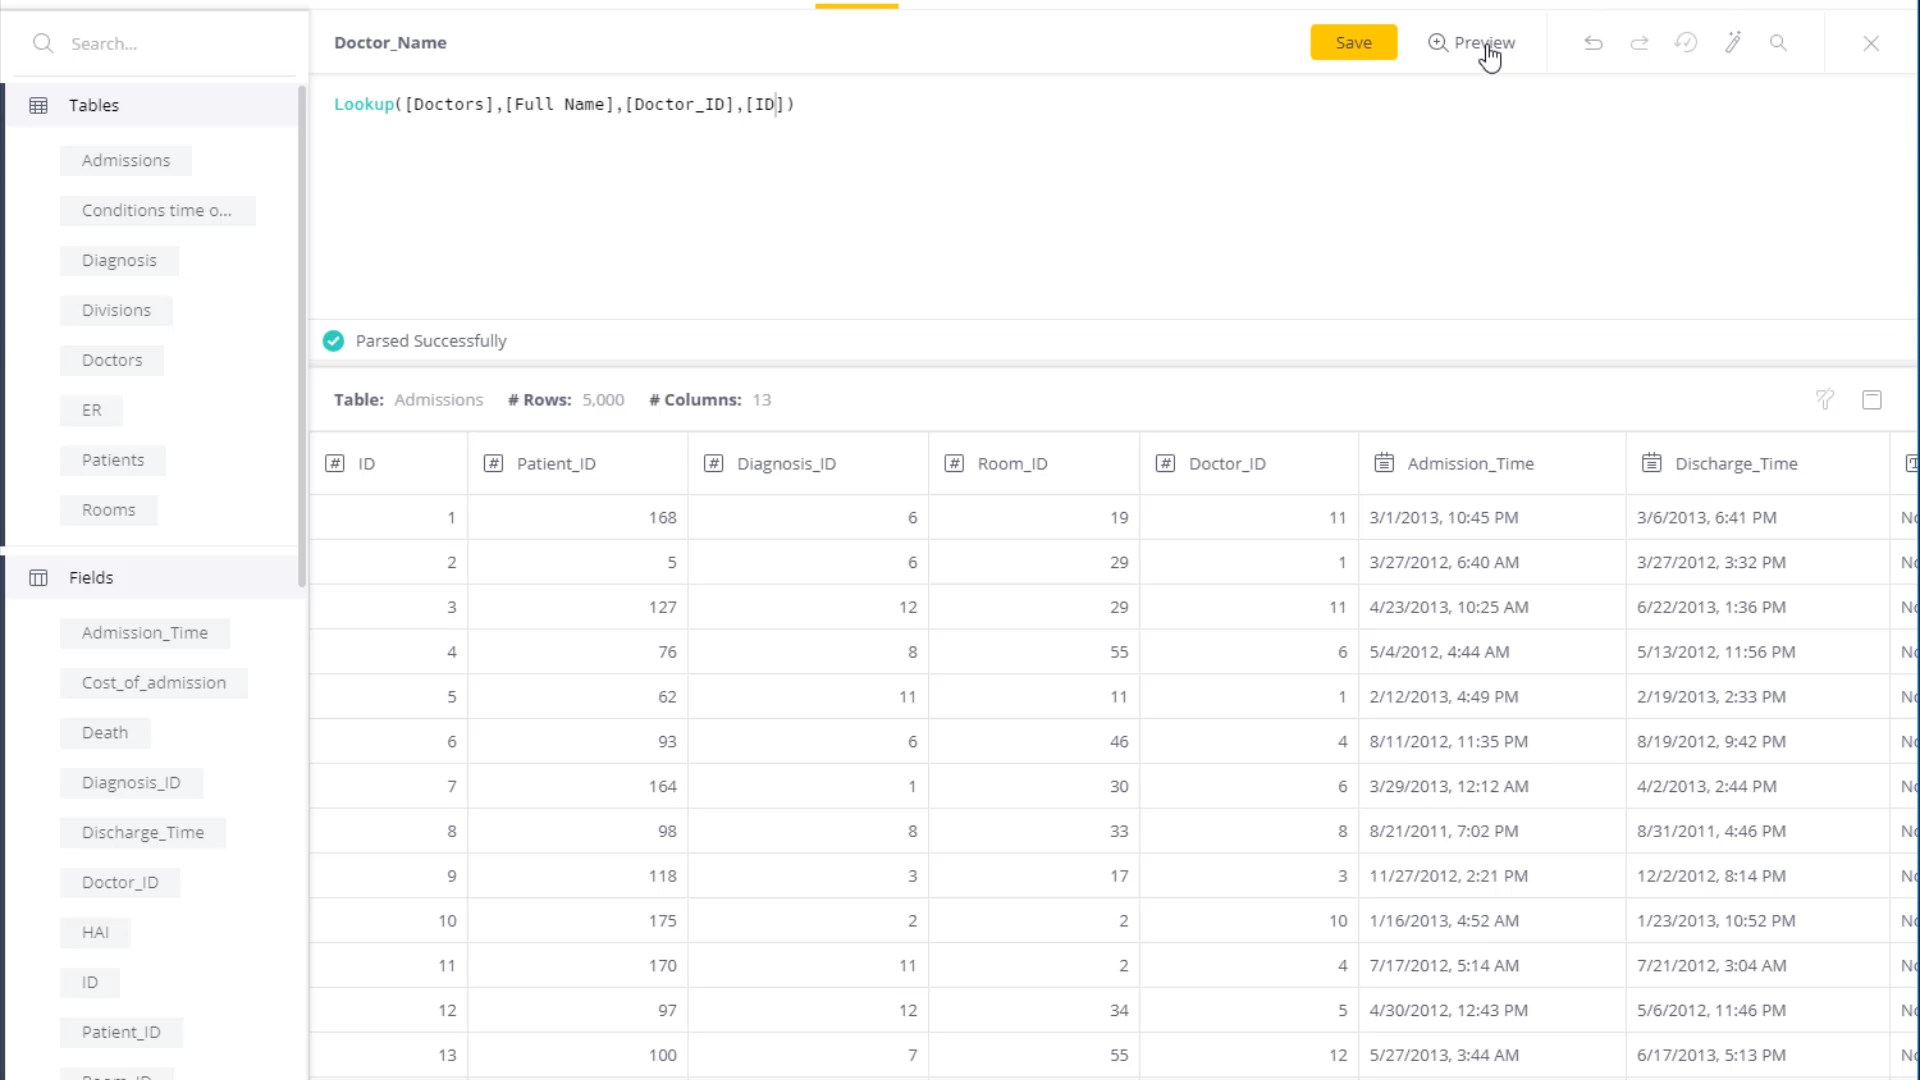 Search...
Doctor_Name
Save
Preview
Tables
Lookup([Doctors],[Full Name],[Doctor_ID],[ID])
Admissions
Conditions time o...
Diagnosis
Divisions
Doctors
ER
Patients
Rooms
Parsed Successfully
Table: Admissions # Rows: 5,000 # Columns: 13
Fields
Admission_Time
Cost_of_admission
Death
Diagnosis_ID
Discharge_Time
Doctor_ID
HAI
ID
Patient_ID
Room_ID
ID Patient_ID Diagnosis_ID Room_ID Doctor_ID Admission_Time Discharge_Time
1 168 6 19 11 3/1/2013, 10:45 PM 3/6/2013, 6:41 PM No
2 5 6 29 1 3/27/2012, 6:40 AM 3/27/2012, 3:32 PM No
3 127 12 29 11 4/23/2013, 10:25 AM 6/22/2013, 1:36 PM No
4 76 8 55 6 5/4/2012, 4:44 AM 5/13/2012, 11:56 PM No
5 62 11 11 1 2/12/2013, 4:49 PM 2/19/2013, 2:33 PM No
6 93 6 46 4 8/11/2012, 11:35 PM 8/19/2012, 9:42 PM No
7 164 1 30 6 3/29/2013, 12:12 AM 4/2/2013, 2:44 PM No
8 98 8 33 8 8/21/2011, 7:02 PM 8/31/2011, 4:46 PM No
9 118 3 17 3 11/27/2012, 2:21 PM 12/2/2012, 8:14 PM No
10 175 2 2 10 1/16/2013, 4:52 AM 1/23/2013, 10:52 PM No
11 170 11 2 4 7/17/2012, 5:14 AM 7/21/2012, 3:04 AM No
12 97 12 34 5 4/30/2012, 12:43 PM 5/6/2012, 11:46 PM No
13 100 7 55 12 5/27/2013, 3:44 AM 6/17/2013, 5:13 PM No